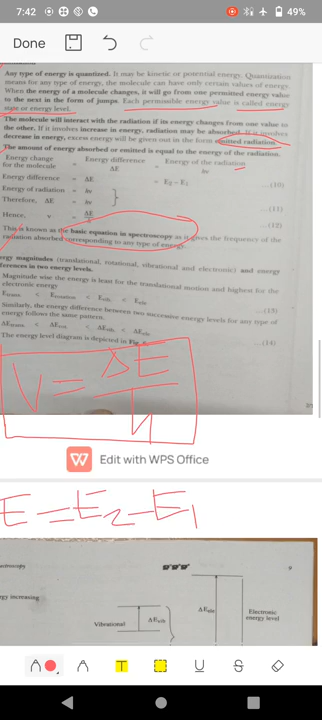 7:42
49%
Done
Any type of energy is quantized. It may be kinetic or potential energy. Quantization
means for any type of energy, the molecule can have only certain values of energy.
When the energy of a molecule changes, it will go from one permitted energy value
to the next in the form of jumps. Each permissible energy value is called energy
state or energy level.
The molecule will interact with the radiation if its energy changes from one value to
the other. If it involves increase in energy, radiation may be absorbed. If it involves
decrease in energy, excess energy will be given out in the form emitted radiation.
The amount of energy absorbed or emitted is equal to the energy of the radiation.
Energy change = Energy difference = Energy of the radiation
for the molecule ΔE hν
Energy difference = ΔE = E₂ – E₁ ...(10)
Energy of radiation = hν
Therefore, ΔE = hν ...(11)
Hence, ν = ΔE ...(12)
This is known as the basic equation in spectroscopy as it gives the frequency of the
radiation absorbed corresponding to any type of energy.
ergy magnitudes (translational, rotational, vibrational and electronic) and energy
ferences in two energy levels.
Magnitude wise the energy is least for the translational motion and highest for the
electronic energy
< < < ...(13)
Similarly, the energy difference between two successive energy levels for any type of
energy follows the same pattern.
< < < ...(14)
The energy level diagram is depicted in
V = ΔE
Edit with WPS Office
E = E2 - E1
ectroscopy 9
rgy increasing
Vibrational
Electronic
energy level